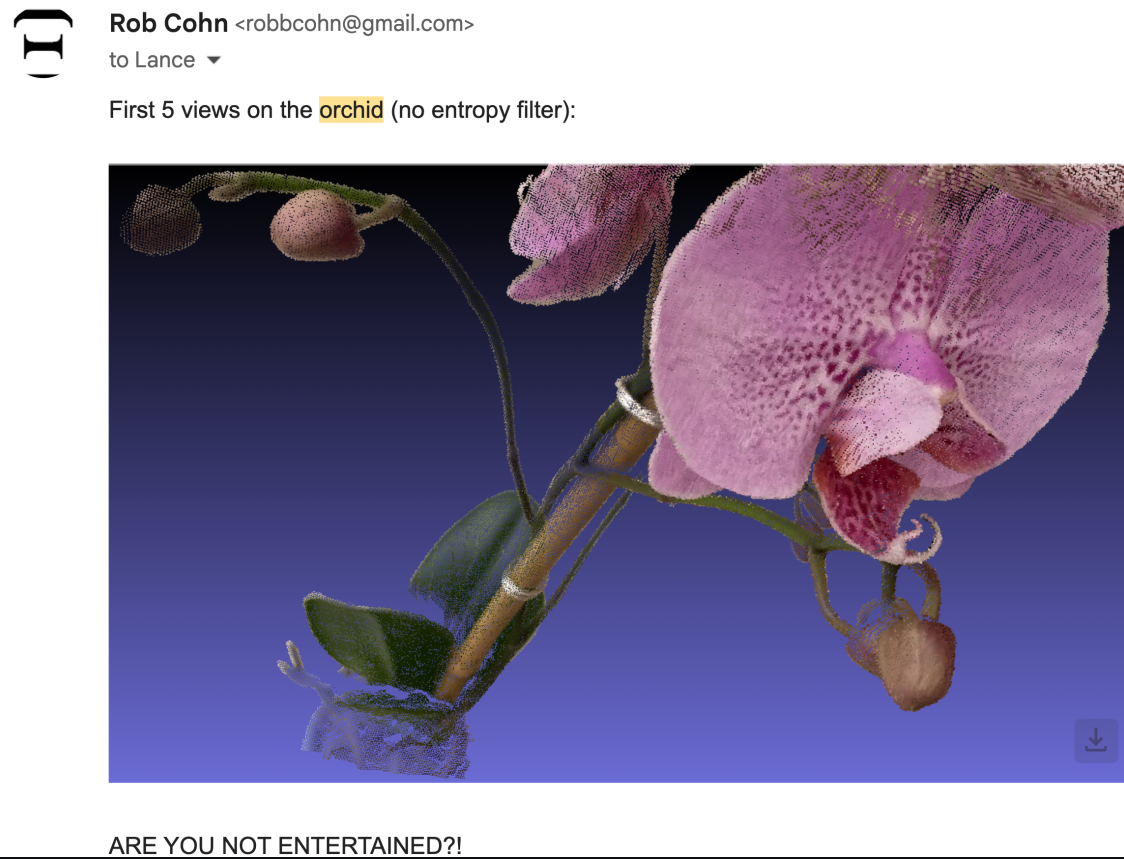 Rob Cohn <robbcohn@gmail.com>
to Lance
First 5 views on the orchid (no entropy filter):
ARE YOU NOT ENTERTAINED?!